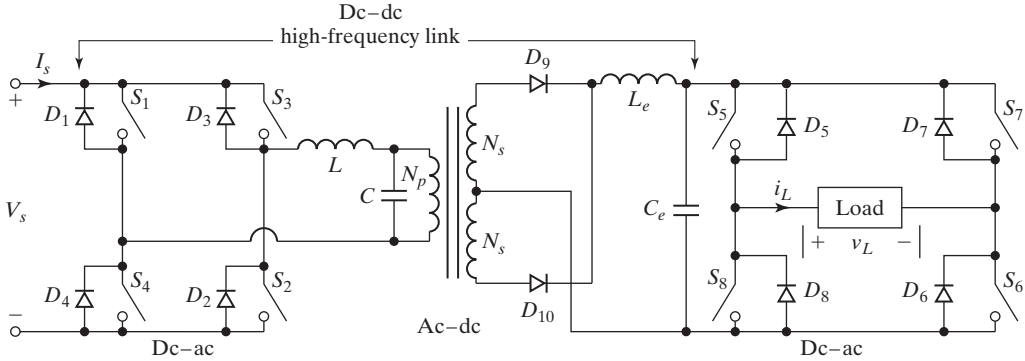 Dc–dc
high-frequency link
I_s
+
D_1
S_1
D_3
S_3
L
C
N_p
N_s
N_s
D_9
D_10
L_e
C_e
S_5
D_5
D_7
S_7
i_L
Load
+ v_L −
V_s
D_4
S_4
D_2
S_2
S_8
D_8
D_6
S_6
−
Dc–ac
Ac–dc
Dc–ac